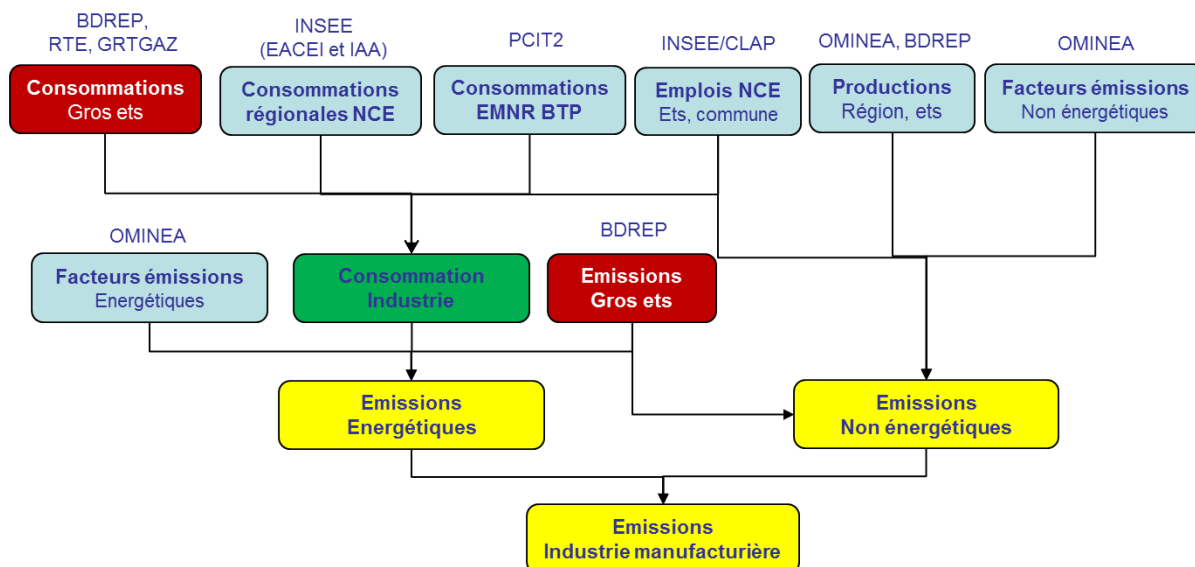 BDREP,
RTE, GRTGAZ
INSEE
(EACEI et IAA)
PCIT2
INSEE/CLAP
OMINEA, BDREP
OMINEA
Consommations
Gros ets
Consommations
régionales NCE
Consommations
EMNR BTP
Emplois NCE
Ets, commune
Productions
Région, ets
Facteurs émissions
Non énergétiques
OMINEA
BDREP
Facteurs émissions
Energétiques
Consommation
Industrie
Emissions
Gros ets
Emissions
Energétiques
Emissions
Non énergétiques
Emissions
Industrie manufacturière